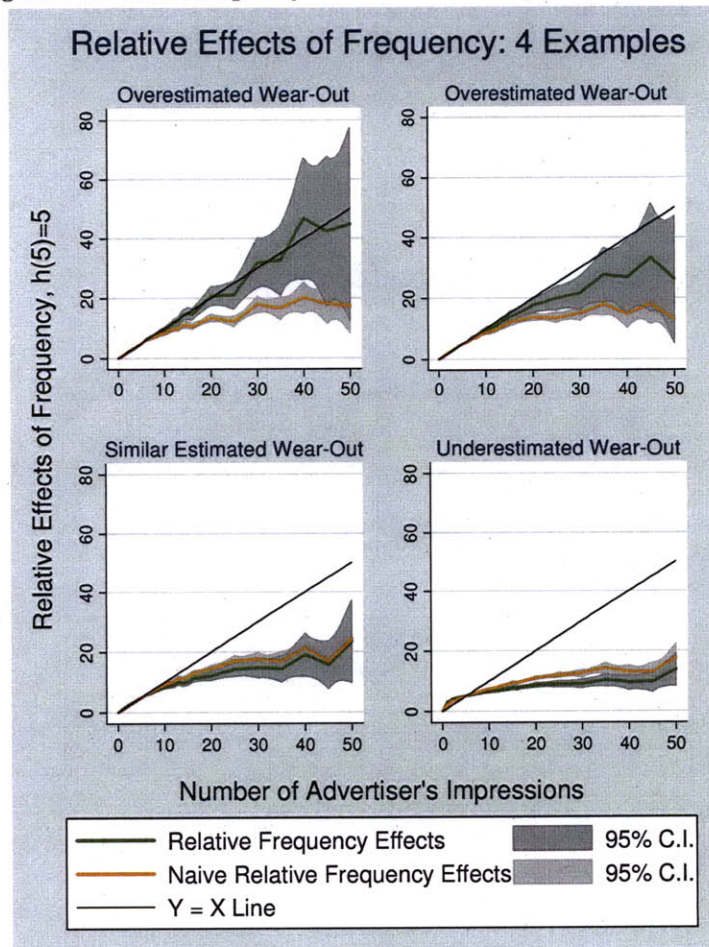 Relative Effects of Frequency: 4 Examples
Overestimated Wear-Out
Overestimated Wear-Out
80
60
40
20
0
0 10 20 30 40 50
80
60
40
20
0
0 10 20 30 40 50
Relative Effects of Frequency, h(5)=5
Similar Estimated Wear-Out
Underestimated Wear-Out
80
60
40
20
0
0 10 20 30 40 50
80
60
40
20
0
0 10 20 30 40 50
Number of Advertiser's Impressions
Relative Frequency Effects 95% C.I.
Naive Relative Frequency Effects 95% C.I.
Y = X Line